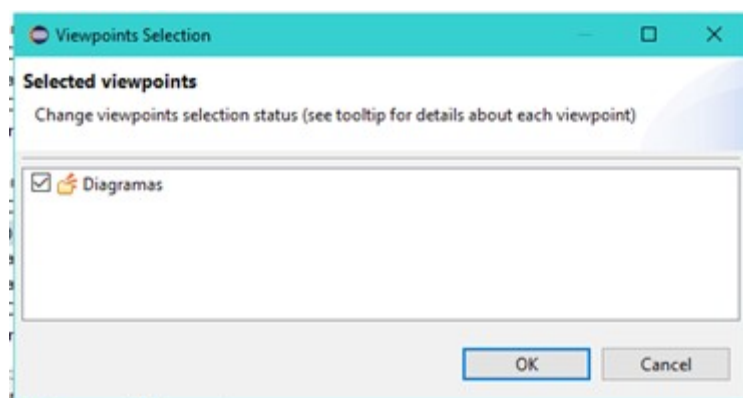 Viewpoints Selection
Selected viewpoints
Change viewpoints selection status (see tooltip for details about each viewpoint)
Diagramas
OK Cancel